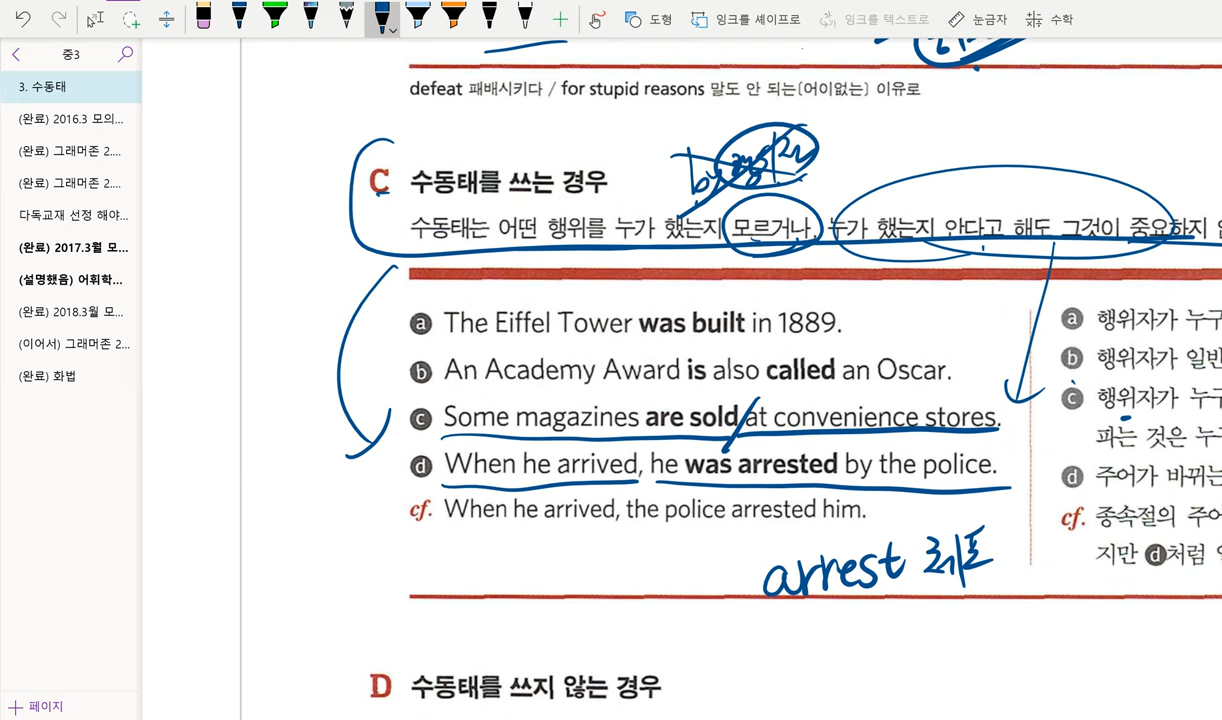 도형
잉크를 셰이프로
잉크를 텍스트로
눈금자
수학
중3
3. 수동태
(완료) 2016.3 모의...
(완료) 그래머존 2....
(완료) 그래머존 2....
다독교재 선정 해야...
(완료) 2017.3월 모...
(설명했음) 어휘학...
(완료) 2018.3월 모...
(이어서) 그래머존 2...
(완료) 화법
페이지
defeat 패배시키다 / for stupid reasons 말도 안 되는[어이없는] 이유로
by
C 수동태를 쓰는 경우
수동태는 어떤 행위를 누가 했는지 모르거나, 누가 했는지 안다고 해도 그것이 중요하지
a The Eiffel Tower was built in 1889.
b An Academy Award is also called an Oscar.
c Some magazines are sold at convenience stores.
d When he arrived, he was arrested by the police.
cf. When he arrived, the police arrested him.
a 행위자가 누구
b 행위자가 일반
c 행위자가 누구
파는 것은 누구
d 주어가 바뀌는
cf. 종속절의 주어
지만 d처럼
arrest 체포
D 수동태를 쓰지 않는 경우